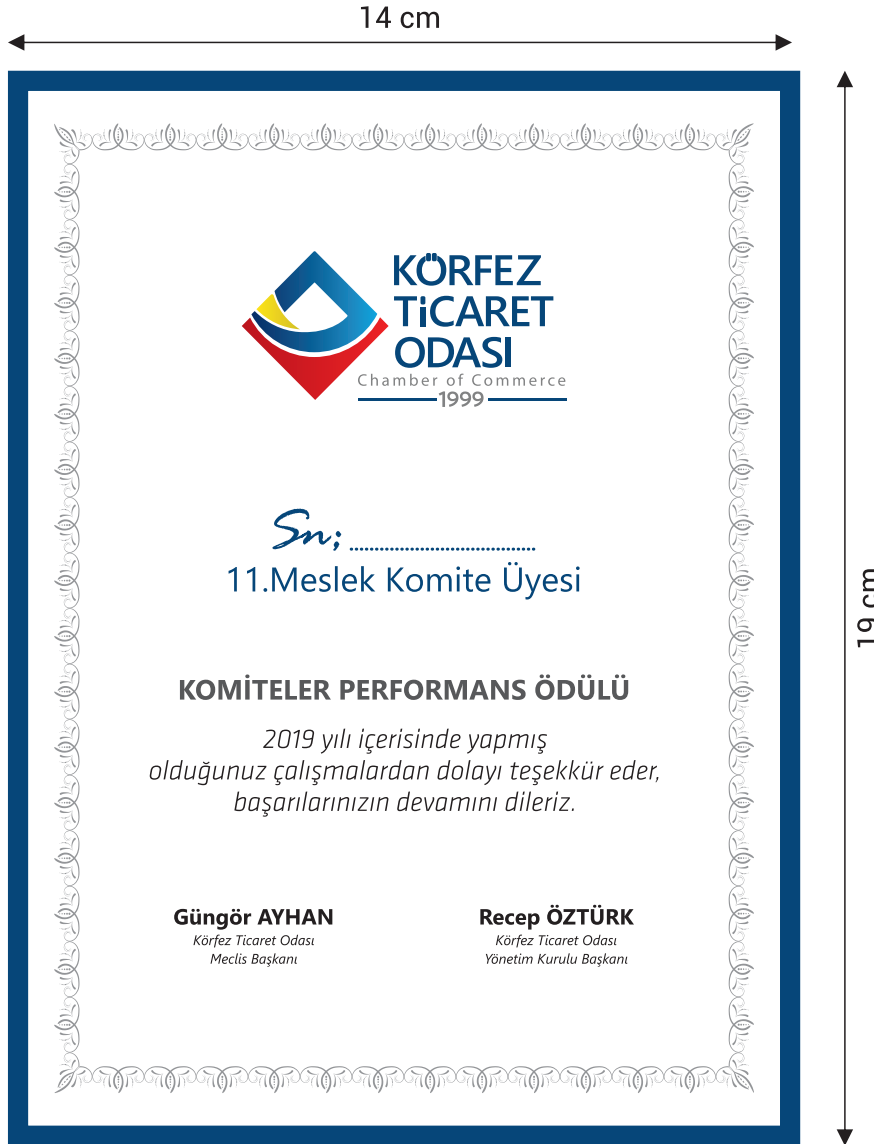 14 cm
KÖRFEZ
TiCARET
ODASI
Chamber of Commerce
1999
Sn; .....................................
11.Meslek Komite Üyesi
KOMİTELER PERFORMANS ÖDÜLÜ
2019 yılı içerisinde yapmış
olduğunuz çalışmalardan dolayı teşekkür eder,
başarılarınızın devamını dileriz.
Güngör AYHAN
Körfez Ticaret Odası
Meclis Başkanı
Recep ÖZTÜRK
Körfez Ticaret Odası
Yönetim Kurulu Başkanı
19 cm